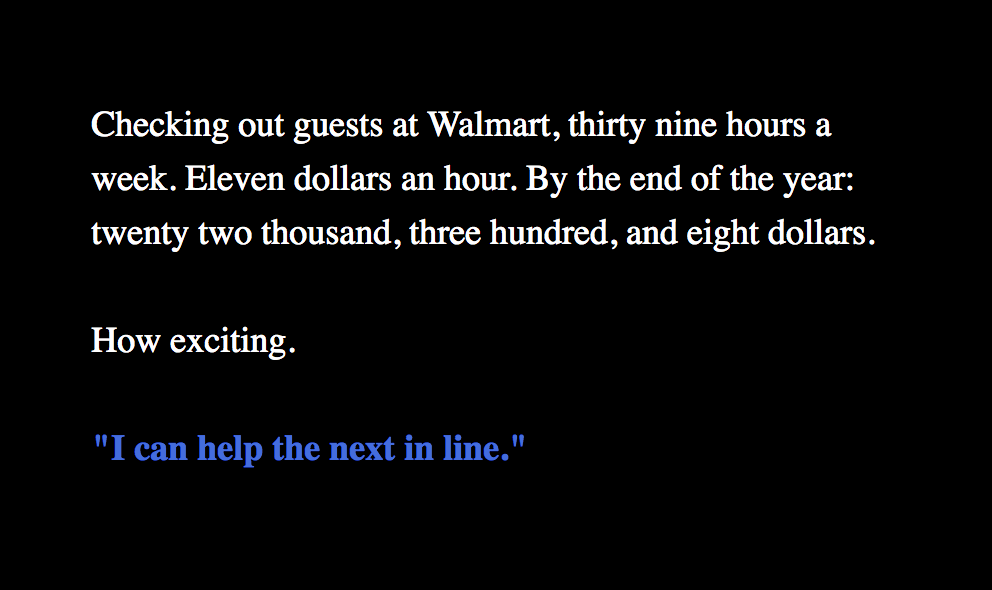 Checking out guests at Walmart, thirty nine hours a
week. Eleven dollars an hour. By the end of the year:
twenty two thousand, three hundred, and eight dollars.
How exciting.
"I can help the next in line."